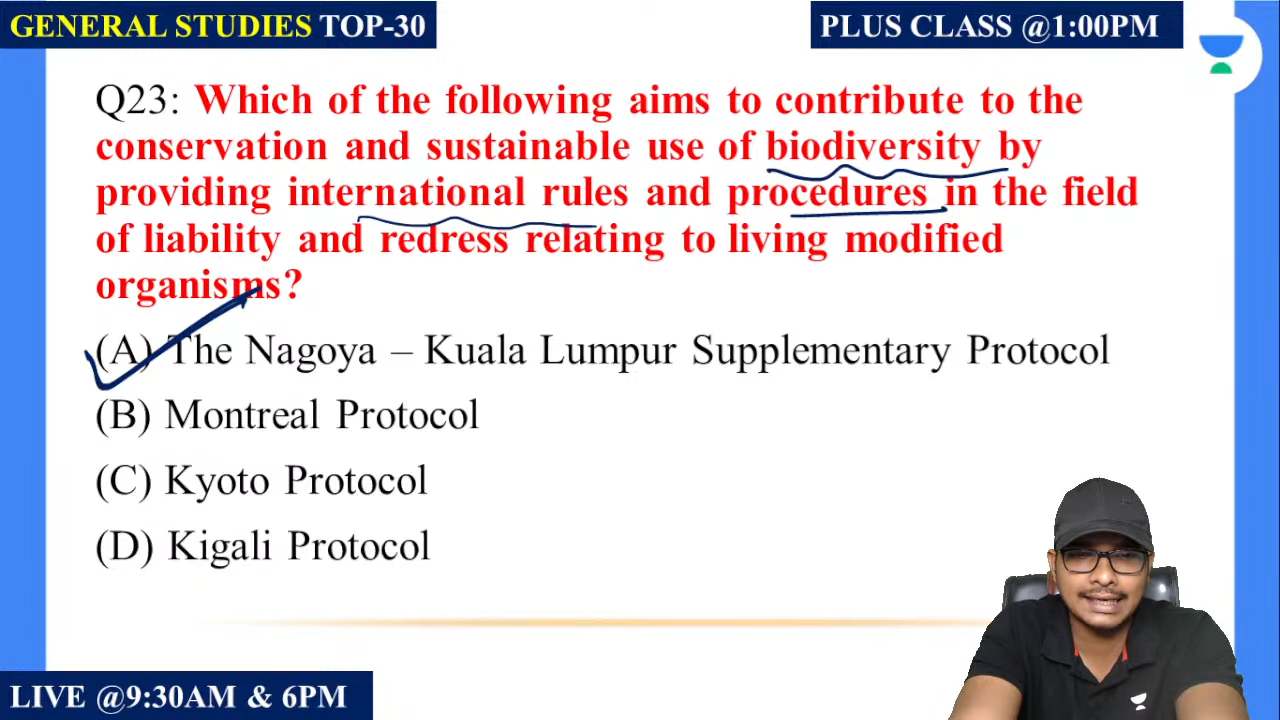 GENERAL STUDIES TOP-30
PLUS CLASS @1:00PM
Q23: Which of the following aims to contribute to the
conservation and sustainable use of biodiversity by
providing international rules and procedures in the field
of liability and redress relating to living modified
organisms?
(A) The Nagoya – Kuala Lumpur Supplementary Protocol
(B) Montreal Protocol
(C) Kyoto Protocol
(D) Kigali Protocol
LIVE @9:30AM & 6PM